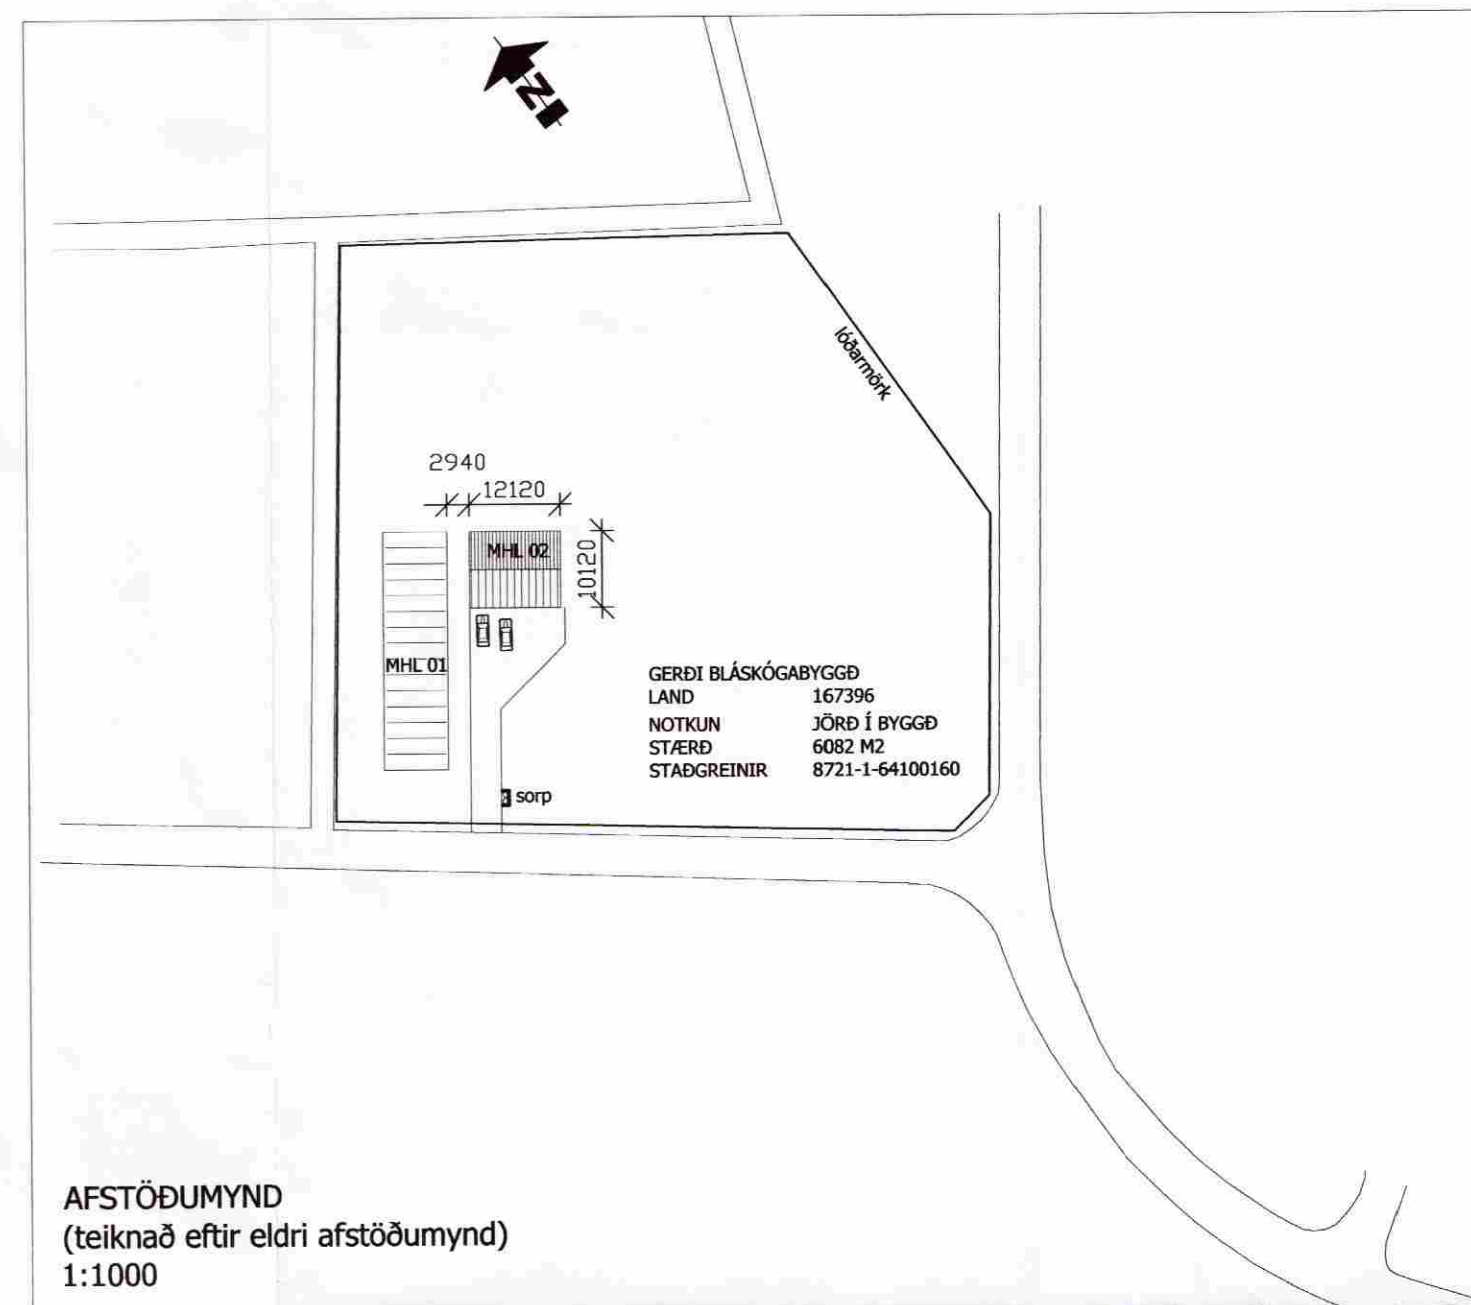 N
lóðarmörk
2940
12120
10120
MHL 02
MHL 01
GERÐI BLÁSKÓGABYGGÐ
LAND 167396
NOTKUN JÖRÐ Í BYGGÐ
STÆRÐ 6082 M2
STAÐGREINIR 8721-1-64100160
sorp
AFSTÖÐUMYND
(teiknað eftir eldri afstöðumynd)
1:1000